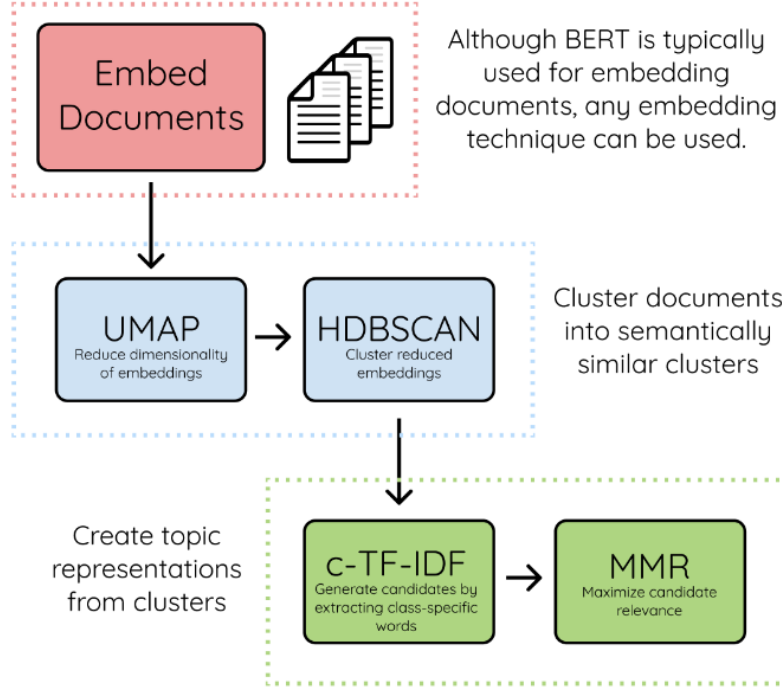 Embed
Documents
Although BERT is typically
used for embedding
documents, any embedding
technique can be used.
UMAP
Reduce dimensionality
of embeddings
HDBSCAN
Cluster reduced
embeddings
Cluster documents
into semantically
similar clusters
Create topic
representations
from clusters
c-TF-IDF
Generate candidates by
extracting class-specific
words
MMR
Maximize candidate
relevance